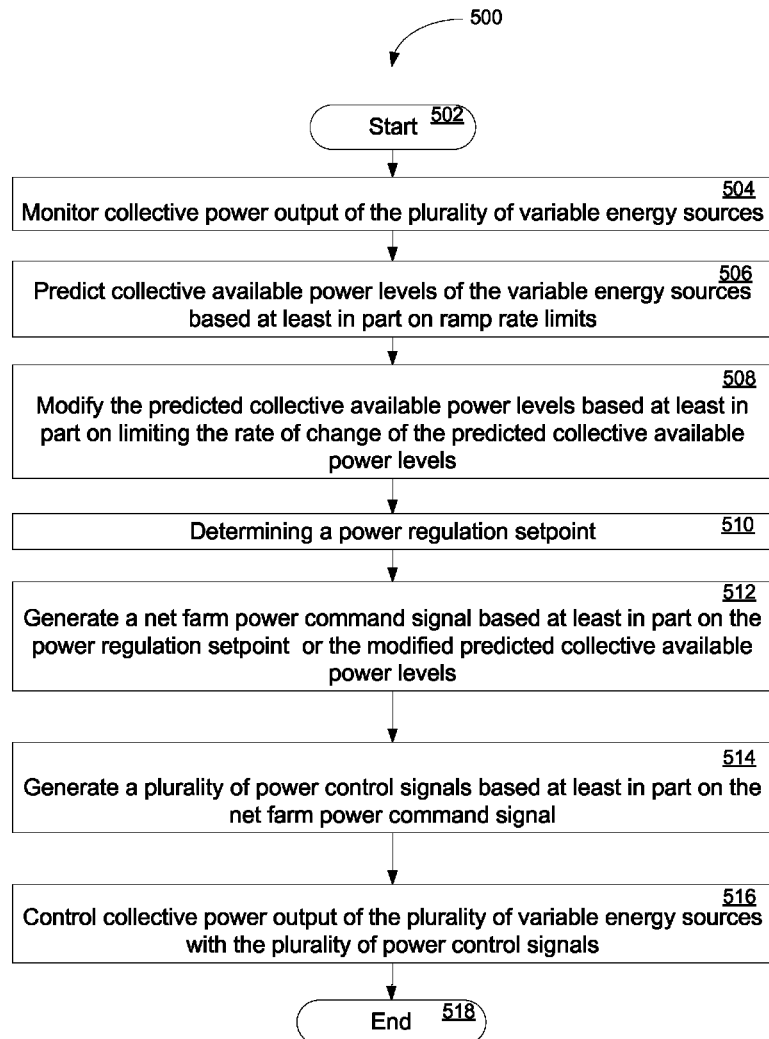 500
Start 502
504
Monitor collective power output of the plurality of variable energy sources
506
Predict collective available power levels of the variable energy sources
based at least in part on ramp rate limits
508
Modify the predicted collective available power levels based at least in
part on limiting the rate of change of the predicted collective available
power levels
Determining a power regulation setpoint 510
512
Generate a net farm power command signal based at least in part on the
power regulation setpoint or the modified predicted collective available
power levels
514
Generate a plurality of power control signals based at least in part on the
net farm power command signal
516
Control collective power output of the plurality of variable energy sources
with the plurality of power control signals
End 518